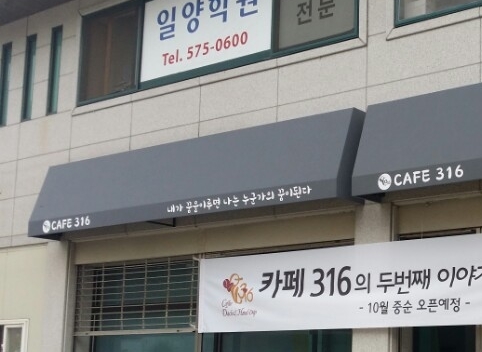 일양학원
전문
Tel. 575-0600
CAFE 316
내가 꿈을이루면 나는 누군가의 꿈이된다
CAFE 316
카페 316의 두번째 이야기
- 10월 중순 오픈예정 -